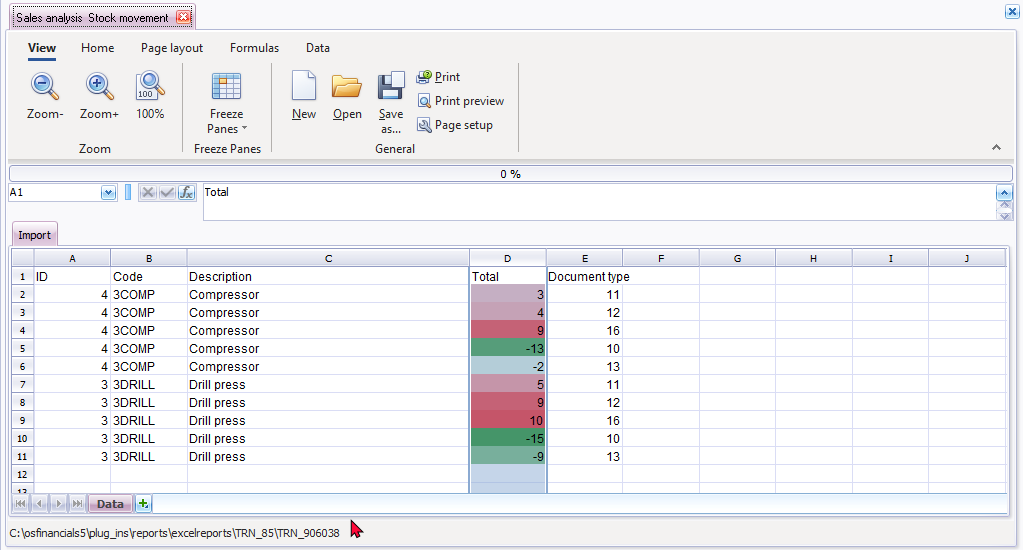 Sales analysis Stock movement
View Home Page layout Formulas Data
Zoom- Zoom+ 100 100% Freeze Panes New Open Save as... Print
Print preview
Page setup
Zoom Freeze Panes General
0 %
A1 fx Total
Import
A B C D E F G H I J
1 ID Code Description Total Document type
2 4 3COMP Compressor 3 11
3 4 3COMP Compressor 4 12
4 4 3COMP Compressor 9 16
5 4 3COMP Compressor -13 10
6 4 3COMP Compressor -2 13
7 3 3DRILL Drill press 5 11
8 3 3DRILL Drill press 9 12
9 3 3DRILL Drill press 10 16
10 3 3DRILL Drill press -15 10
11 3 3DRILL Drill press -9 13
12
13
Data
C:\osfinancials5\plug_ins\reports\excelreports\TRN_85\TRN_906038